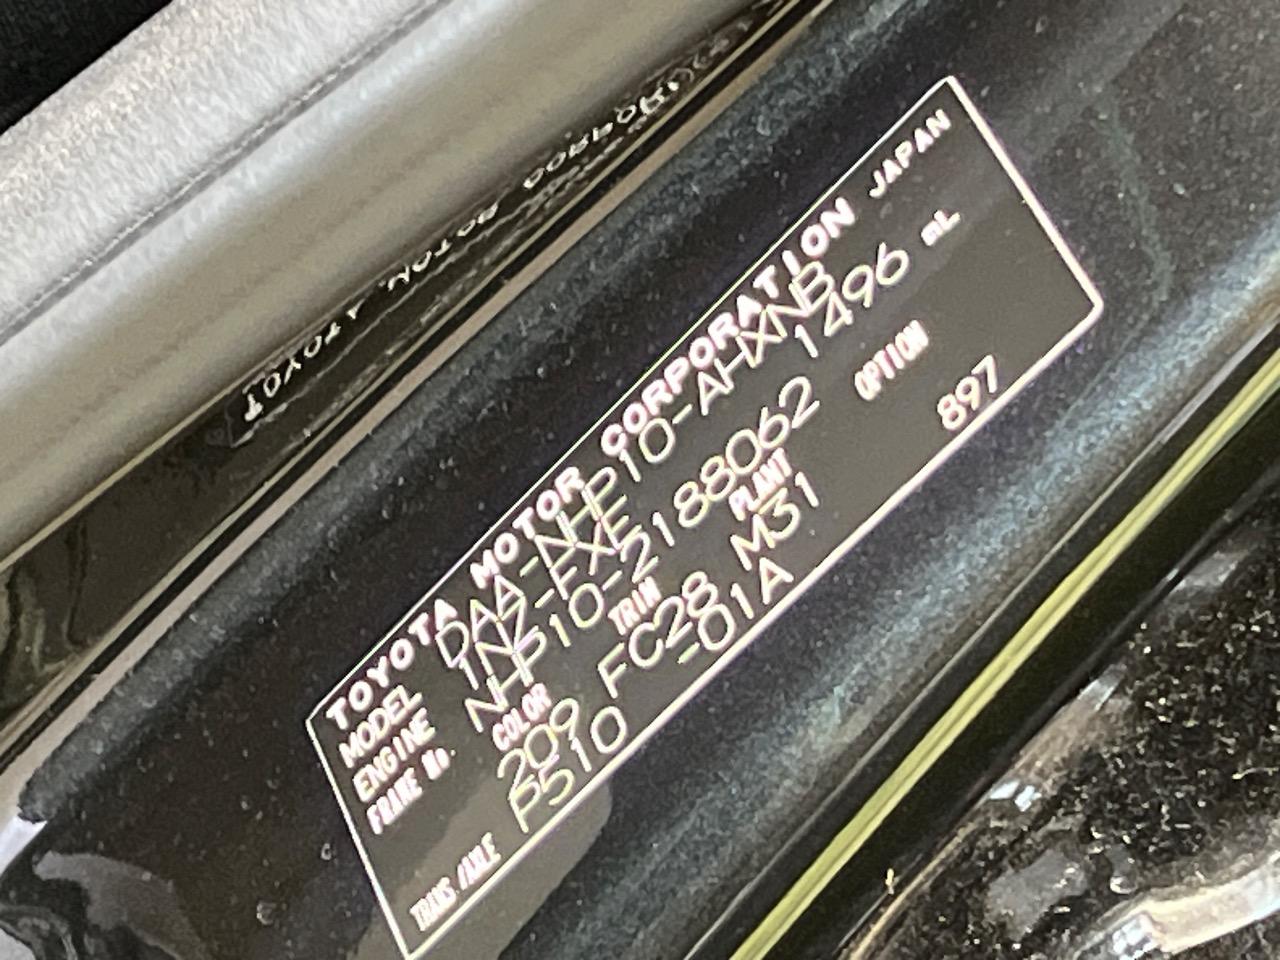 TOYOTA MOTOR CORPORATION JAPAN
MODEL DAA-NHP10-AHXNB
ENGINE 1NZ-FXE 1496 mL
FRAME No. NHP10-2188062
COLOR TRIM PLANT OPTION
209 FC28 M31 897
TRANS./AXLE P510 -01A